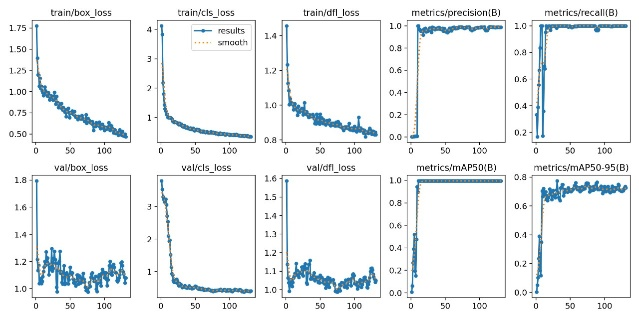 train/box_loss
train/cls_loss
train/dfl_loss
metrics/precision(B)
metrics/recall(B)
1.75
1.50
1.25
1.00
0.75
0.50
0 50 100
4
3
2
1
results
smooth
0 50 100
1.4
1.2
1.0
0.8
0 50 100
1.0
0.8
0.6
0.4
0.2
0.0
0 50 100
1.0
0.8
0.6
0.4
0.2
0 50 100
val/box_loss
val/cls_loss
val/dfl_loss
metrics/mAP50(B)
metrics/mAP50-95(B)
1.8
1.6
1.4
1.2
1.0
0 50 100
3
2
1
0 50 100
1.6
1.5
1.4
1.3
1.2
1.1
1.0
0 50 100
1.0
0.8
0.6
0.4
0.2
0.0
0 50 100
0.8
0.6
0.4
0.2
0.0
0 50 100